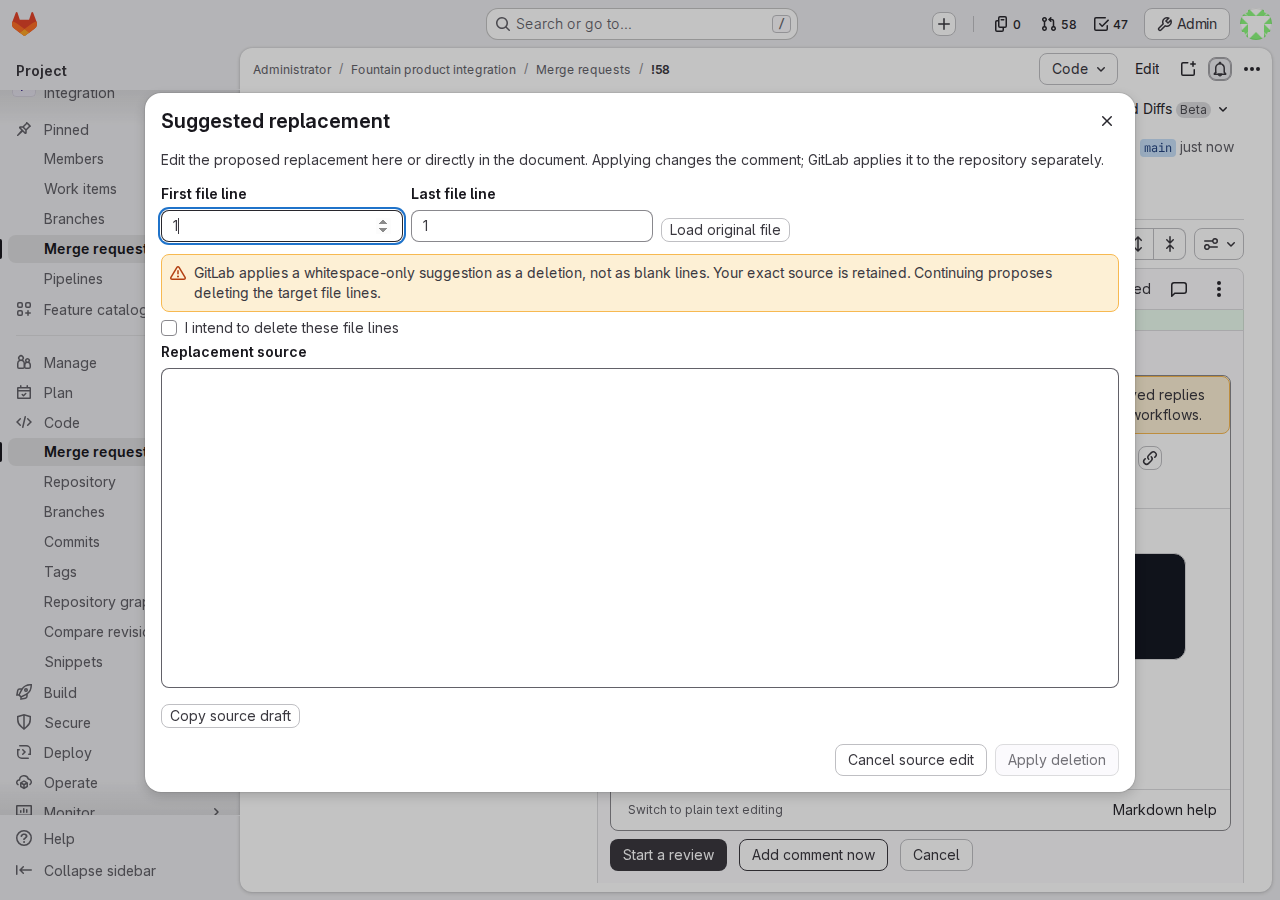 Search or go to...
/
0
58
47
Admin
Project
Administrator / Fountain product integration / Merge requests / !58
Code
Edit
integration
Pinned
Members
Work items
Branches
Merge request
Pipelines
Feature catalog
Manage
Plan
Code
Merge request
Repository
Branches
Commits
Tags
Repository grap
Compare revisio
Snippets
Build
Secure
Deploy
Operate
Monitor
Help
Collapse sidebar
Diffs Beta
main just now
Suggested replacement
Edit the proposed replacement here or directly in the document. Applying changes the comment; GitLab applies it to the repository separately.
First file line
Last file line
1
1
Load original file
GitLab applies a whitespace-only suggestion as a deletion, not as blank lines. Your exact source is retained. Continuing proposes
deleting the target file lines.
I intend to delete these file lines
Replacement source
Copy source draft
Cancel source edit
Apply deletion
ed
ved replies
workflows.
Switch to plain text editing
Markdown help
Start a review
Add comment now
Cancel